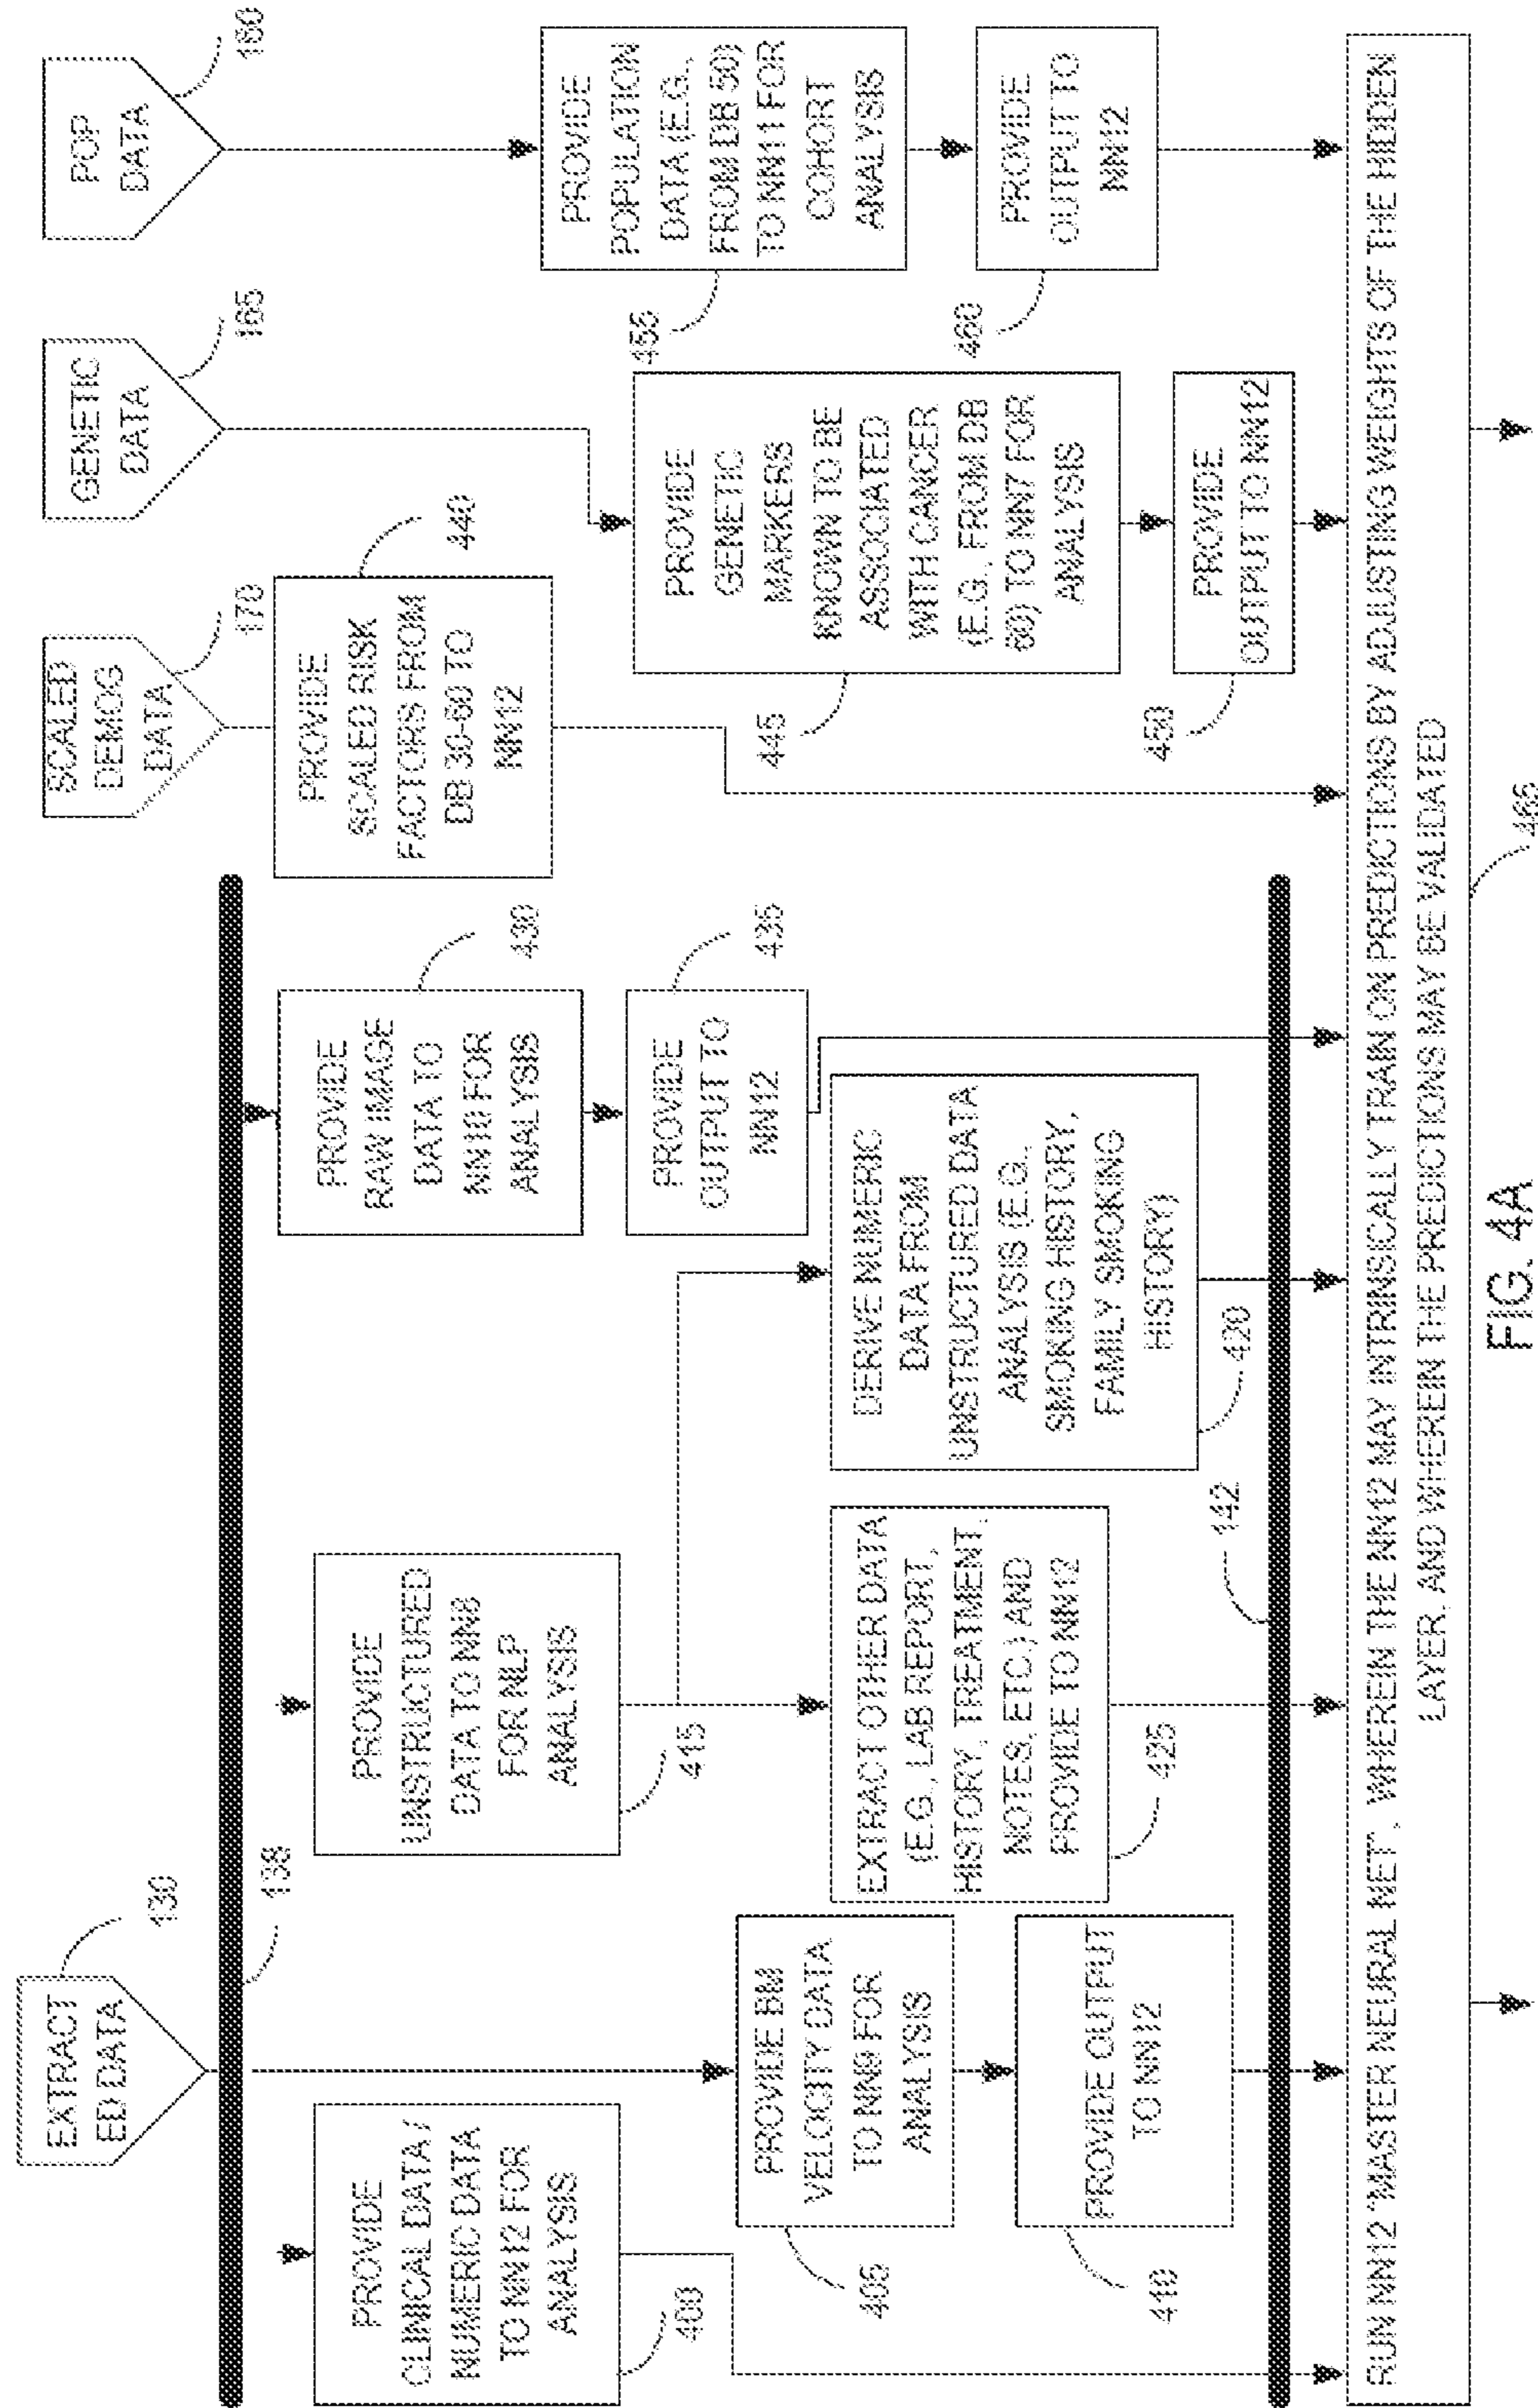 EXTRACT
ED DATA
130
SCALED
DEMOG
DATA
170
GENETIC
DATA
165
POP
DATA
160
138
PROVIDE
CLINICAL DATA /
NUMERIC DATA
TO NN12 FOR
ANALYSIS
400
PROVIDE BM
VELOCITY DATA
TO NN9 FOR
ANALYSIS
405
PROVIDE OUTPUT
TO NN12
410
PROVIDE
UNSTRUCTURED
DATA TO NN8
FOR NLP
ANALYSIS
415
EXTRACT OTHER DATA
(E.G., LAB REPORT,
HISTORY, TREATMENT,
NOTES, ETC.) AND
PROVIDE TO NN12
425
DERIVE NUMERIC
DATA FROM
UNSTRUCTURED DATA
ANALYSIS (E.G.,
SMOKING HISTORY,
FAMILY SMOKING
HISTORY)
420
PROVIDE
RAW IMAGE
DATA TO
NN10 FOR
ANALYSIS
430
PROVIDE
OUTPUT TO
NN12
435
PROVIDE
SCALED RISK
FACTORS FROM
DB 30-60 TO
NN12
440
PROVIDE
GENETIC
MARKERS
KNOWN TO BE
ASSOCIATED
WITH CANCER
(E.G., FROM DB
60) TO NN7 FOR
ANALYSIS
445
PROVIDE
OUTPUT TO NN12
450
PROVIDE
POPULATION
DATA (E.G.,
FROM DB 50)
TO NN11 FOR
COHORT
ANALYSIS
455
PROVIDE
OUTPUT TO
NN12
460
142
RUN NN12 "MASTER NEURAL NET", WHEREIN THE NN12 MAY INTRINSICALLY TRAIN ON PREDICTIONS BY ADJUSTING WEIGHTS OF THE HIDDEN
LAYER, AND WHEREIN THE PREDICTIONS MAY BE VALIDATED
465
FIG. 4A